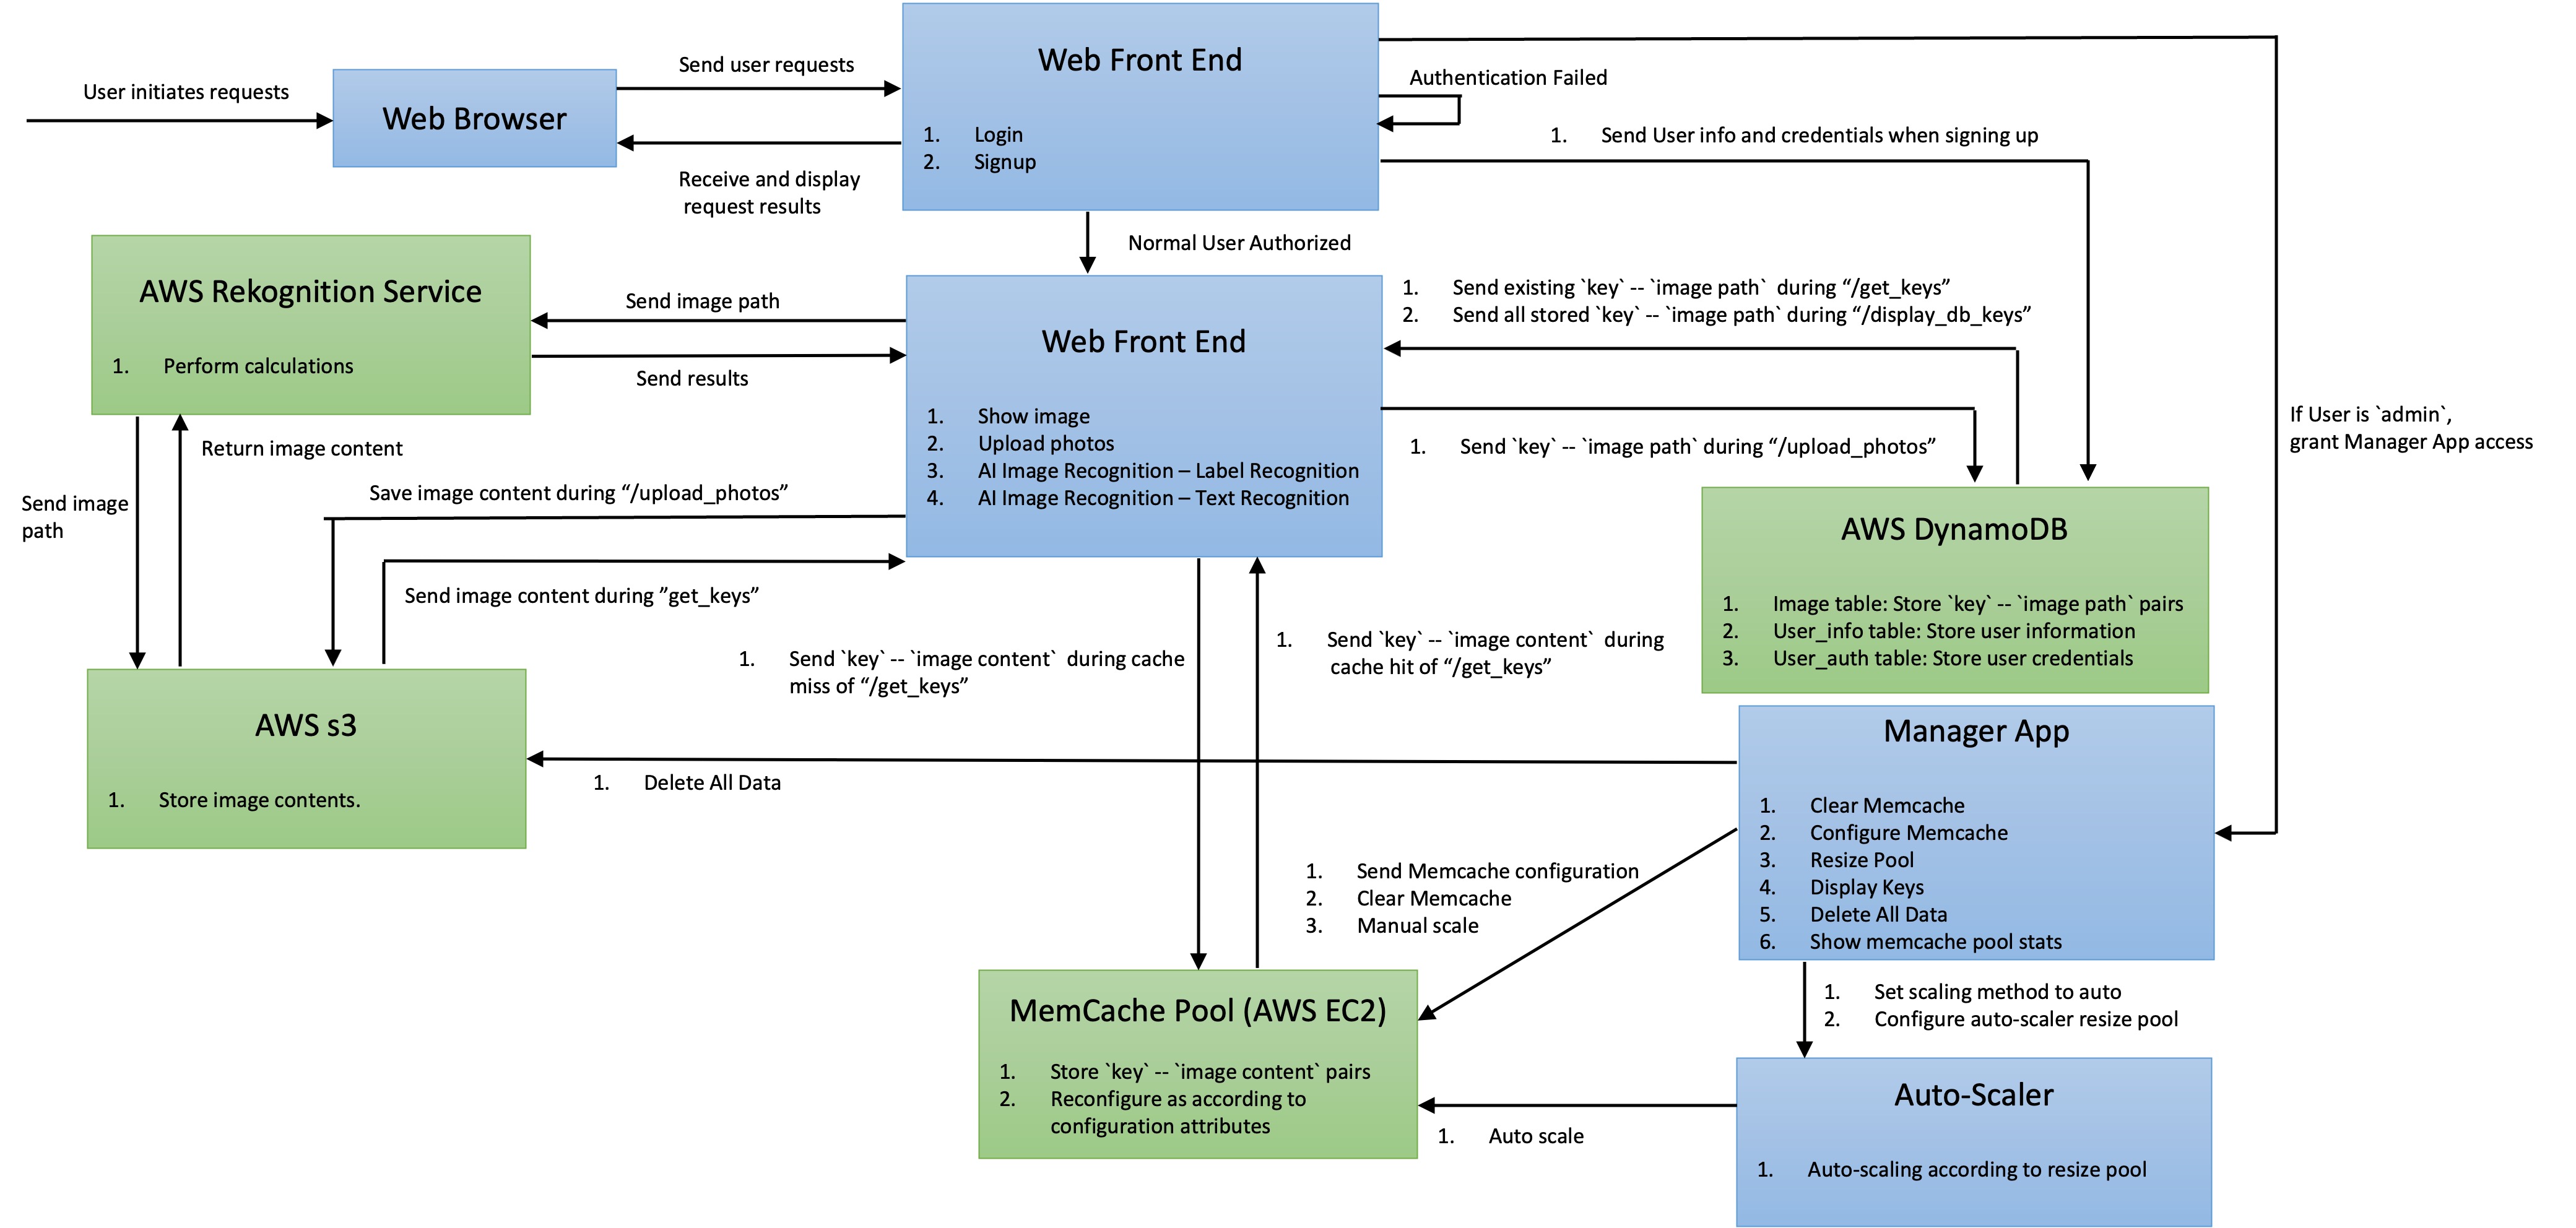 User initiates requests
Web Browser
Send user requests
Receive and display
request results
Web Front End
1. Login
2. Signup
Authentication Failed
1. Send User info and credentials when signing up
Normal User Authorized
If User is `admin`,
grant Manager App access
AWS Rekognition Service
1. Perform calculations
Send image path
Send results
Web Front End
1. Show image
2. Upload photos
3. AI Image Recognition – Label Recognition
4. AI Image Recognition – Text Recognition
1. Send existing `key` -- `image path` during “/get_keys”
2. Send all stored `key` -- `image path` during “/display_db_keys”
1. Send `key` -- `image path` during “/upload_photos”
Return image content
Send image
path
Save image content during “/upload_photos”
Send image content during ”get_keys”
AWS DynamoDB
1. Image table: Store `key` -- `image path` pairs
2. User_info table: Store user information
3. User_auth table: Store user credentials
1. Send `key` -- `image content` during cache
miss of “/get_keys”
1. Send `key` -- `image content` during
cache hit of “/get_keys”
AWS s3
1. Store image contents.
1. Delete All Data
Manager App
1. Clear Memcache
2. Configure Memcache
3. Resize Pool
4. Display Keys
5. Delete All Data
6. Show memcache pool stats
1. Send Memcache configuration
2. Clear Memcache
3. Manual scale
MemCache Pool (AWS EC2)
1. Store `key` -- `image content` pairs
2. Reconfigure as according to
configuration attributes
1. Set scaling method to auto
2. Configure auto-scaler resize pool
1. Auto scale
Auto-Scaler
1. Auto-scaling according to resize pool